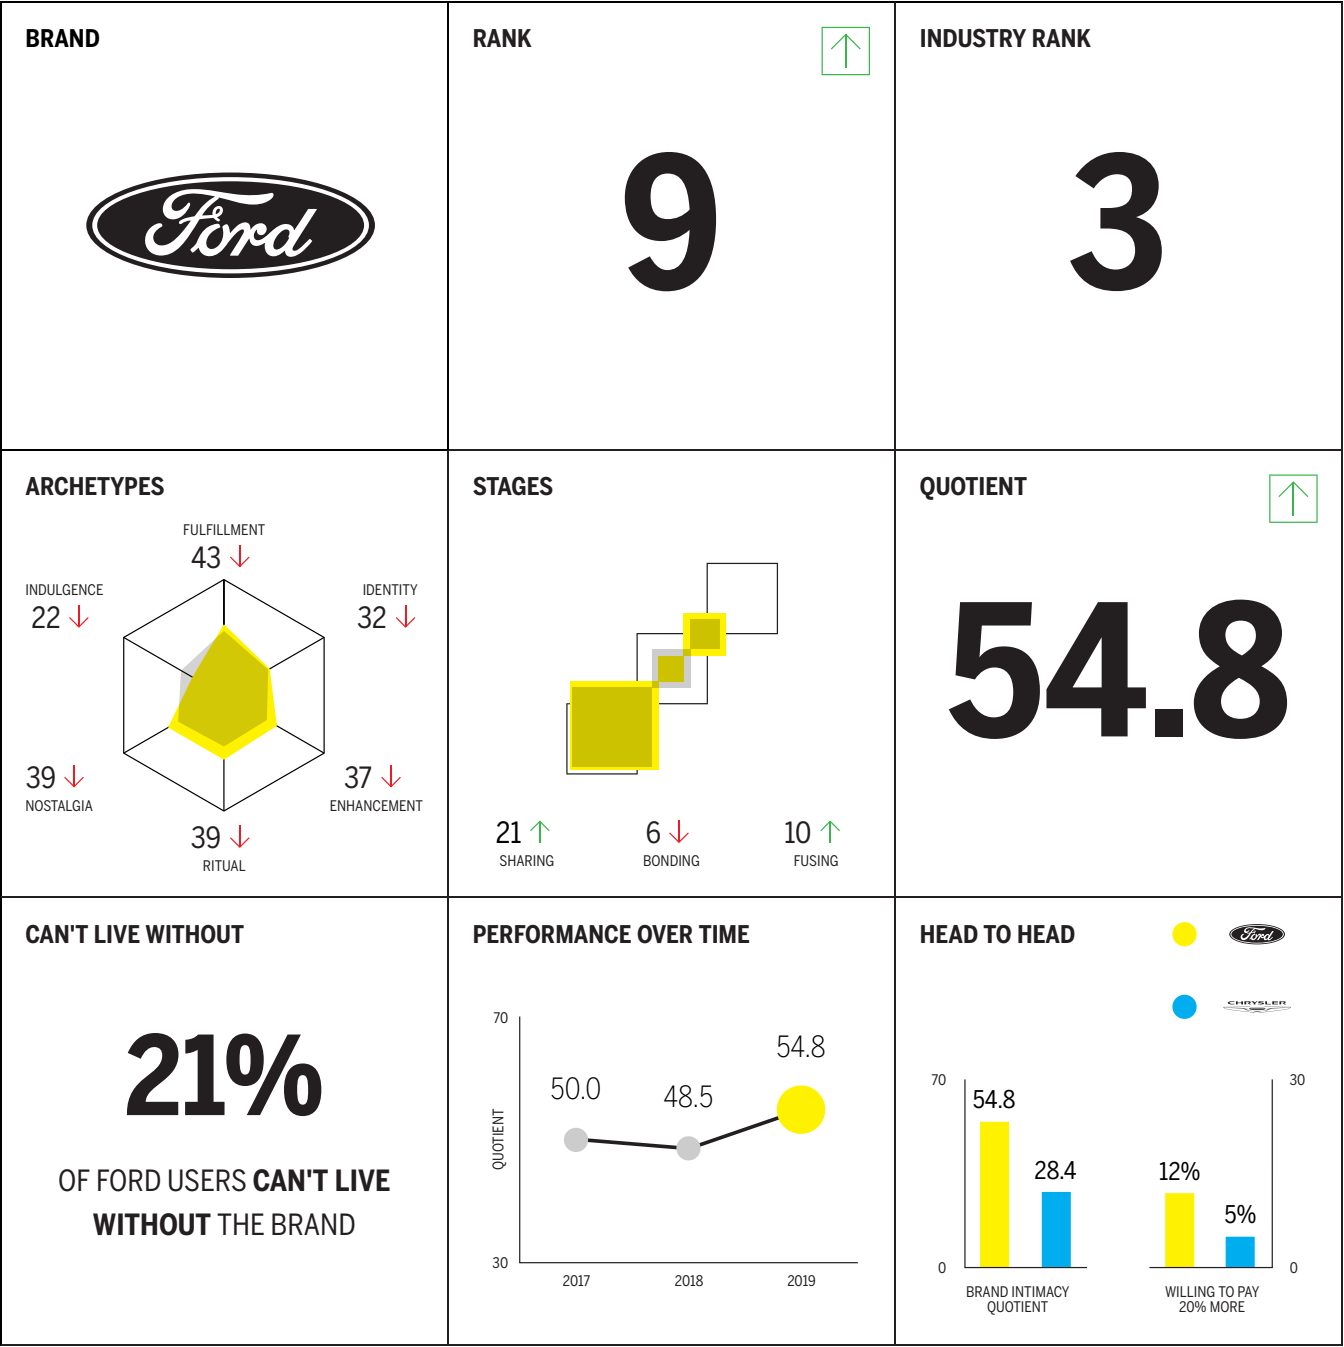 BRAND
Ford
RANK
9
INDUSTRY RANK
3
ARCHETYPES
FULFILLMENT
43
INDULGENCE
22
IDENTITY
32
39
NOSTALGIA
37
ENHANCEMENT
39
RITUAL
STAGES
21
SHARING
6
BONDING
10
FUSING
QUOTIENT
54.8
CAN'T LIVE WITHOUT
21%
OF FORD USERS CAN'T LIVE
WITHOUT THE BRAND
PERFORMANCE OVER TIME
70
QUOTIENT
30
50.0
48.5
54.8
2017
2018
2019
HEAD TO HEAD
Ford
CHRYSLER
70
0
54.8
28.4
BRAND INTIMACY
QUOTIENT
30
0
12%
5%
WILLING TO PAY
20% MORE